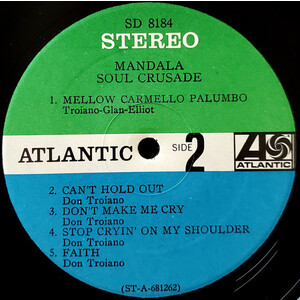 SD 8184
STEREO
MANDALA
SOUL CRUSADE
1. MELLOW CARMELLO PALUMBO
Troiano-Glan-Elliot
ATLANTIC SIDE 2
ATLANTIC
2. CAN'T HOLD OUT
Don Troiano
3. DON'T MAKE ME CRY
Don Troiano
4. STOP CRYIN' ON MY SHOULDER
Don Troiano
5. FAITH
Don Troiano
(ST-A-681262)